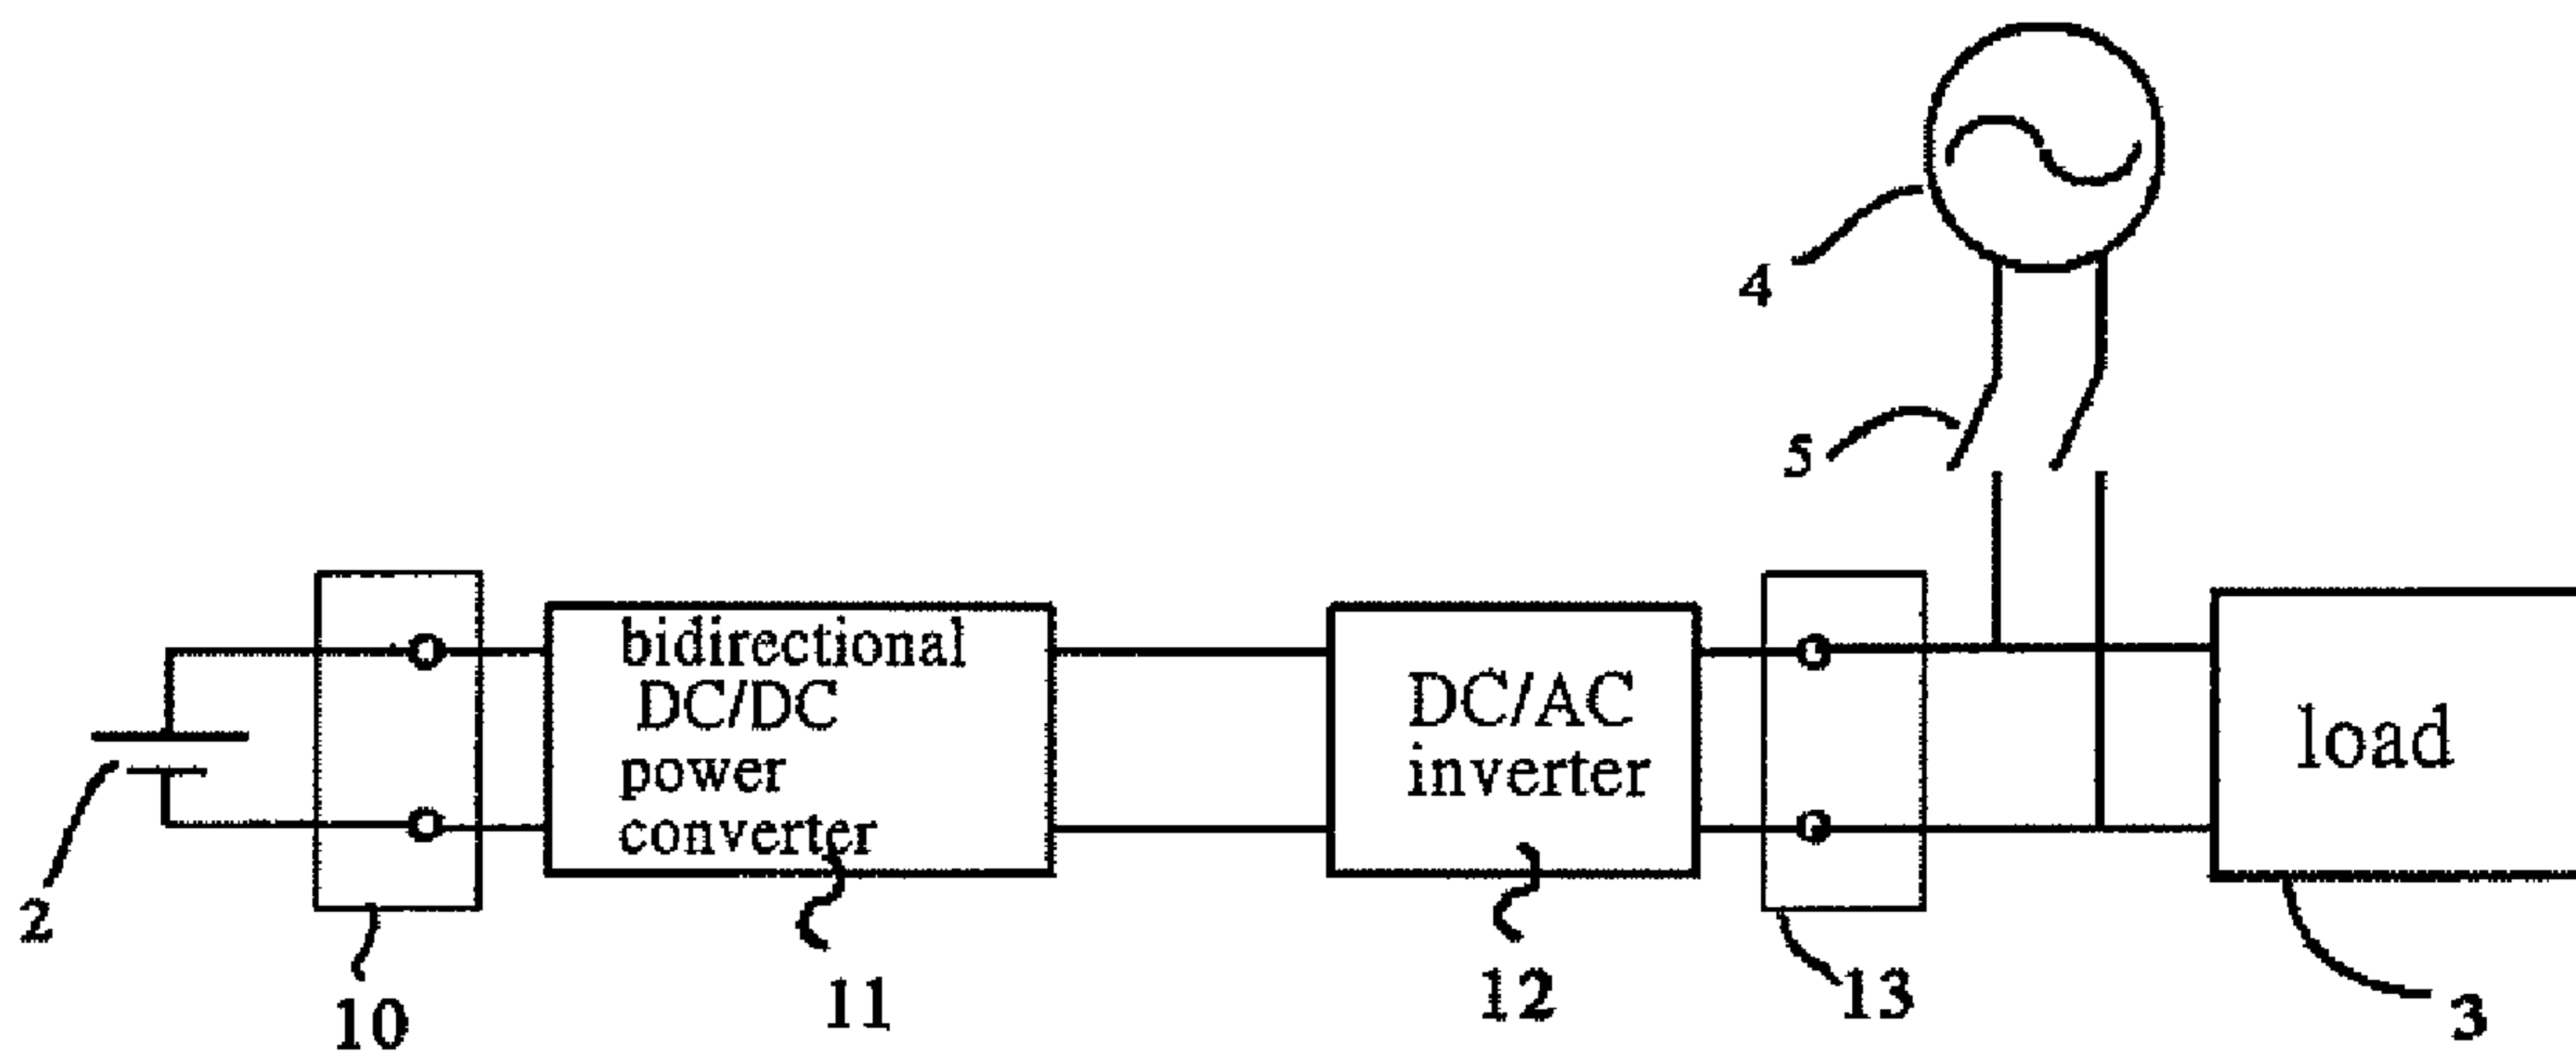 4
5
bidirectional
DC/DC
power
converter
DC/AC
inverter
load
2
10
11
12
13
3